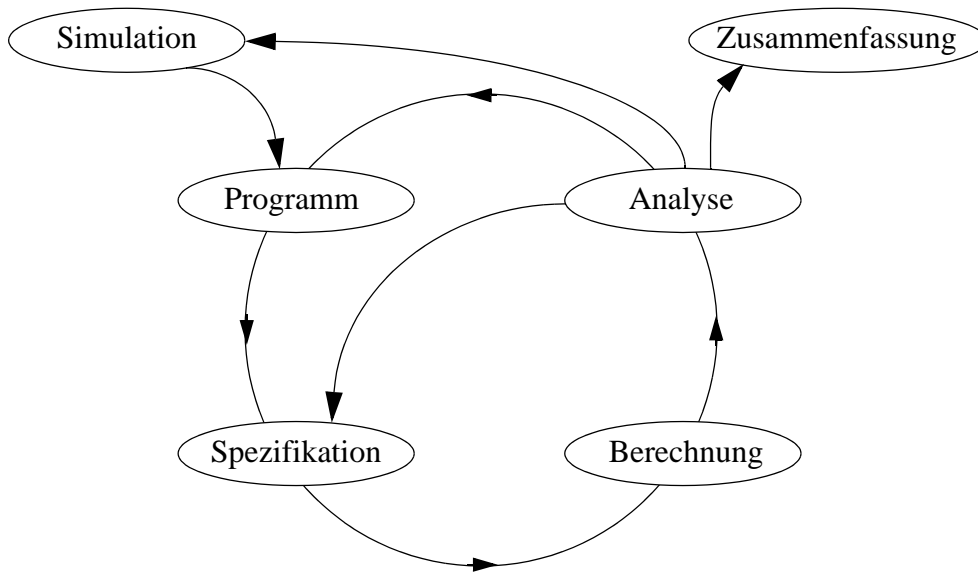 Simulation
Zusammenfassung
Programm
Analyse
Spezifikation
Berechnung